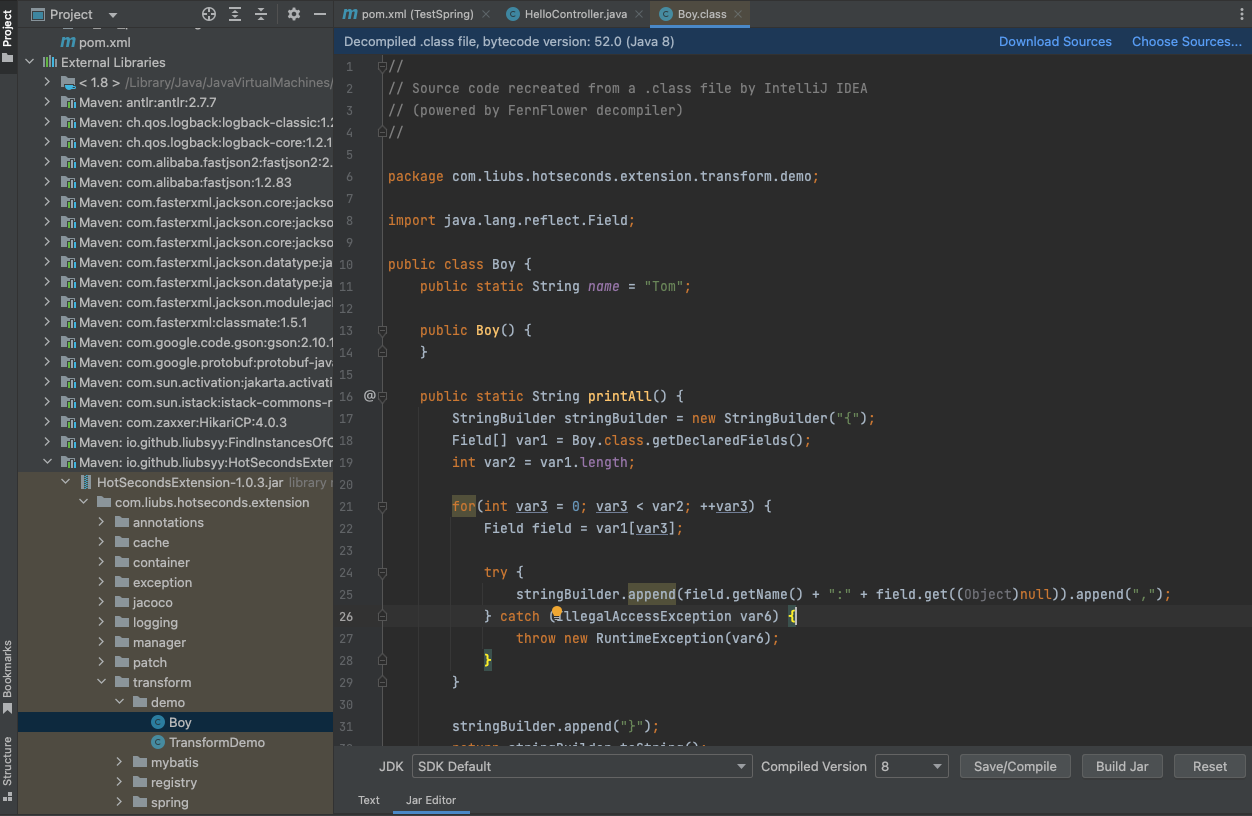 Project
Bookmarks
Structure
Project
pom.xml
External Libraries
< 1.8 > /Library/Java/JavaVirtualMachines/
Maven: antlr:antlr:2.7.7
Maven: ch.qos.logback:logback-classic:1.2
Maven: ch.qos.logback:logback-core:1.2.1
Maven: com.alibaba.fastjson2:fastjson2:2.
Maven: com.alibaba:fastjson:1.2.83
Maven: com.fasterxml.jackson.core:jackso
Maven: com.fasterxml.jackson.core:jackso
Maven: com.fasterxml.jackson.core:jackso
Maven: com.fasterxml.jackson.datatype:ja
Maven: com.fasterxml.jackson.datatype:ja
Maven: com.fasterxml.jackson.module:jac
Maven: com.fasterxml:classmate:1.5.1
Maven: com.google.code.gson:gson:2.10.1
Maven: com.google.protobuf:protobuf-java
Maven: com.sun.activation:jakarta.activati
Maven: com.sun.istack:istack-commons-r
Maven: com.zaxxer:HikariCP:4.0.3
Maven: io.github.liubsyy:FindInstancesOfC
Maven: io.github.liubsyy:HotSecondsExter
HotSecondsExtension-1.0.3.jar library
com.liubs.hotseconds.extension
annotations
cache
container
exception
jacoco
logging
manager
patch
transform
demo
Boy
TransformDemo
mybatis
registry
spring
pom.xml (TestSpring) HelloController.java Boy.class
Decompiled .class file, bytecode version: 52.0 (Java 8) Download Sources Choose Sources...
1 //
2 // Source code recreated from a .class file by IntelliJ IDEA
3 // (powered by FernFlower decompiler)
4 //
5
6 package com.liubs.hotseconds.extension.transform.demo;
7
8 import java.lang.reflect.Field;
9
10 public class Boy {
11 public static String name = "Tom";
12
13 public Boy() {
14 }
15
16 @ public static String printAll() {
17 StringBuilder stringBuilder = new StringBuilder("{");
18 Field[] var1 = Boy.class.getDeclaredFields();
19 int var2 = var1.length;
20
21 for(int var3 = 0; var3 < var2; ++var3) {
22 Field field = var1[var3];
23
24 try {
25 stringBuilder.append(field.getName() + ":" + field.get((Object)null)).append(",");
26 } catch (IllegalAccessException var6) {
27 throw new RuntimeException(var6);
28 }
29 }
30
31 stringBuilder.append("}");
return stringBuilder.toString();
JDK SDK Default Compiled Version 8 Save/Compile Build Jar Reset
Text Jar Editor